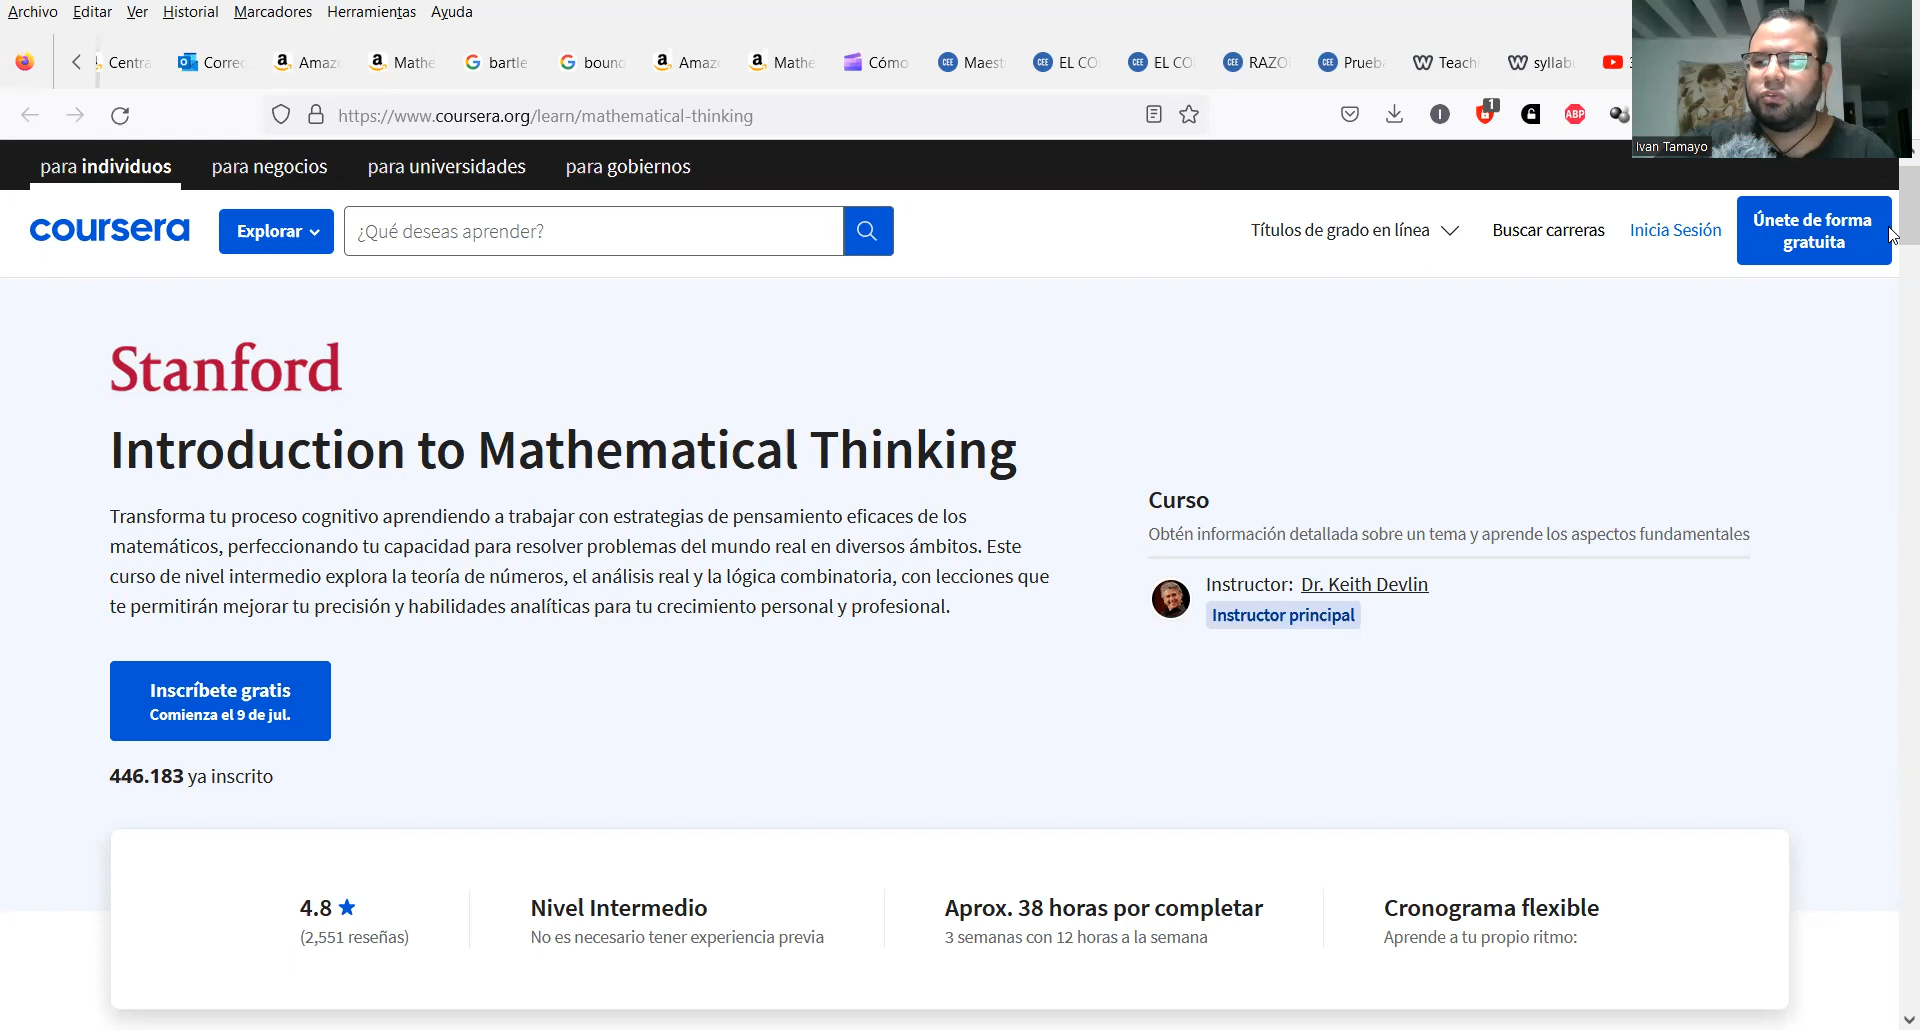 Archivo Editar Ver Historial Marcadores Herramientas Ayuda
Centra Correo Amazo Mathe bartle bound Amazo Mathe Cómo Maest EL CO EL CO RAZO Prueba Teach syllab
https://www.coursera.org/learn/mathematical-thinking
1
ABP
Ivan Tamayo
para individuos para negocios para universidades para gobiernos
coursera
Explorar
¿Qué deseas aprender?
Títulos de grado en línea
Buscar carreras
Inicia Sesión
Únete de forma
gratuita
Stanford
Introduction to Mathematical Thinking
Transforma tu proceso cognitivo aprendiendo a trabajar con estrategias de pensamiento eficaces de los
matemáticos, perfeccionando tu capacidad para resolver problemas del mundo real en diversos ámbitos. Este
curso de nivel intermedio explora la teoría de números, el análisis real y la lógica combinatoria, con lecciones que
te permitirán mejorar tu precisión y habilidades analíticas para tu crecimiento personal y profesional.
Curso
Obtén información detallada sobre un tema y aprende los aspectos fundamentales
Instructor: Dr. Keith Devlin
Instructor principal
Inscríbete gratis
Comienza el 9 de jul.
446.183 ya inscrito
4.8
(2,551 reseñas)
Nivel Intermedio
No es necesario tener experiencia previa
Aprox. 38 horas por completar
3 semanas con 12 horas a la semana
Cronograma flexible
Aprende a tu propio ritmo: